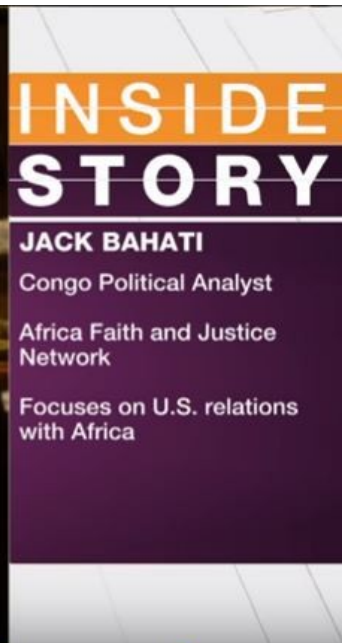 INSIDE
STORY
JACK BAHATI
Congo Political Analyst
Africa Faith and Justice
Network
Focuses on U.S. relations
with Africa